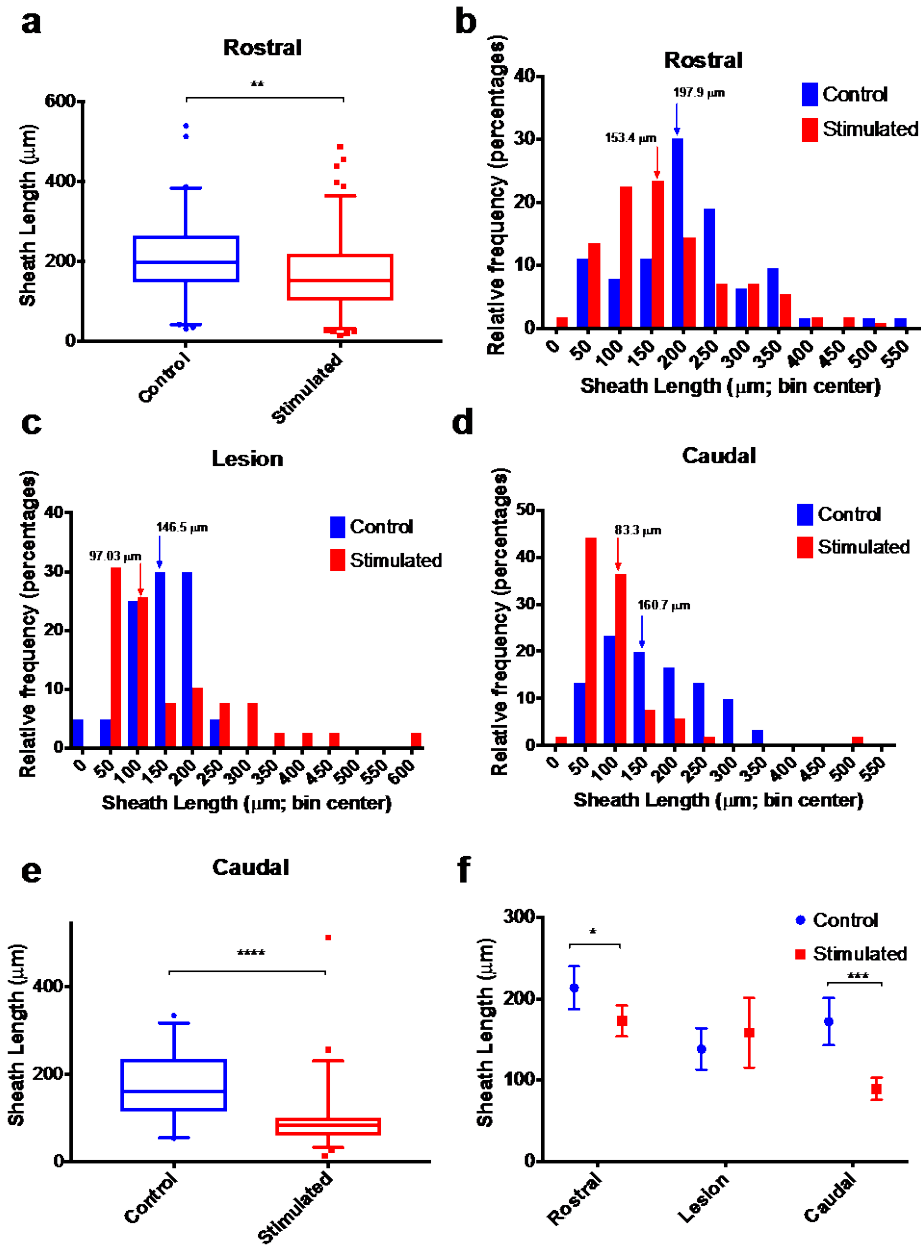 a
Rostral
**
Sheath Length (μm)
600
400
200
0
Control
Stimulated
b
Rostral
Relative frequency (percentages)
40
30
20
10
0
197.9 μm
153.4 μm
Control
Stimulated
0 50 100 150 200 250 300 350 400 450 500 550
Sheath Length (μm; bin center)
c
Lesion
Relative frequency (percentages)
40
30
20
10
0
146.5 μm
97.03 μm
Control
Stimulated
0 50 100 150 200 250 300 350 400 450 500 550 600
Sheath Length (μm; bin center)
d
Caudal
Relative frequency (percentages)
50
40
30
20
10
0
83.3 μm
160.7 μm
Control
Stimulated
0 50 100 150 200 250 300 350 400 450 500 550
Sheath Length (μm; bin center)
e
Caudal
****
Sheath Length (μm)
400
200
0
Control
Stimulated
f
Sheath Length (μm)
300
200
100
0
*
***
Control
Stimulated
Rostral
Lesion
Caudal